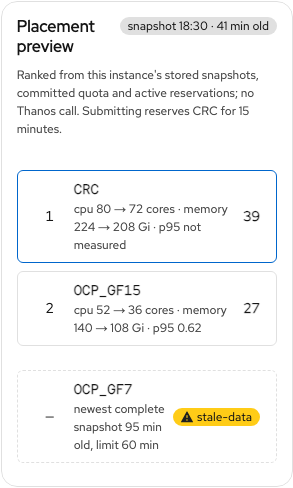 Placement preview
snapshot 18:30 · 41 min old
Ranked from this instance's stored snapshots,
committed quota and active reservations; no
Thanos call. Submitting reserves CRC for 15
minutes.
1
CRC
cpu 80 → 72 cores · memory
224 → 208 Gi · p95 not
measured
39
2
OCP_GF15
cpu 52 → 36 cores · memory
140 → 108 Gi · p95 0.62
27
–
OCP_GF7
newest complete
snapshot 95 min
old, limit 60 min
stale-data